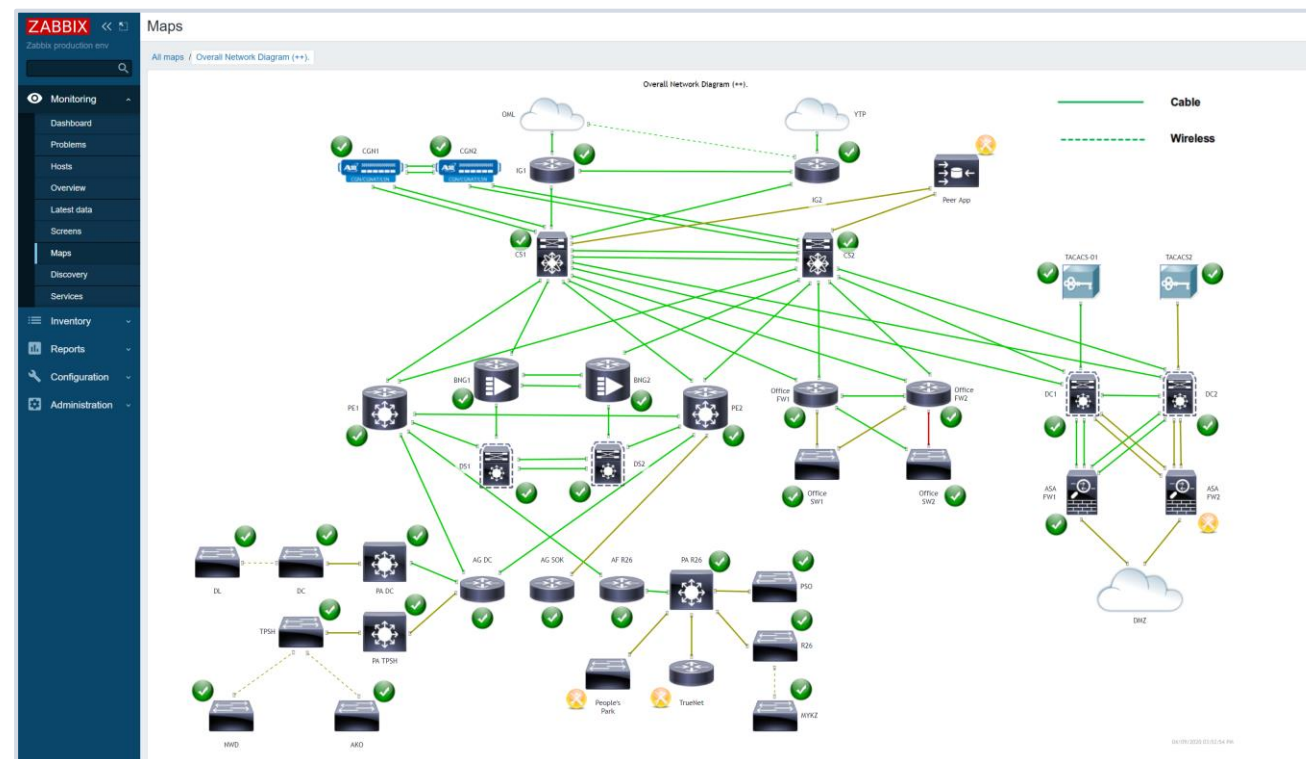 ZABBIX
Zabbix production env
Monitoring
Dashboard
Problems
Hosts
Overview
Latest data
Screens
Maps
Discovery
Services
Inventory
Reports
Configuration
Administration
Maps
All maps / Overall Network Diagram (++).
Overall Network Diagram (++).
Cable
Wireless
OML
YTP
CGN1
CGN2
IG1
IG2
Peer App
CS1
CS2
TACACS-01
TACACS2
BNG1
BNG2
PE1
PE2
Office
FW1
Office
FW2
DC1
DC2
DS1
DS2
Office
SW1
Office
SW2
ASA
FW1
ASA
FW2
DL
DC
PA DC
AG DC
AG SOK
AF R26
PA R26
PSO
DMZ
TPSH
PA TPSH
R26
People's
Park
TrueNet
MYKZ
MWD
AKO